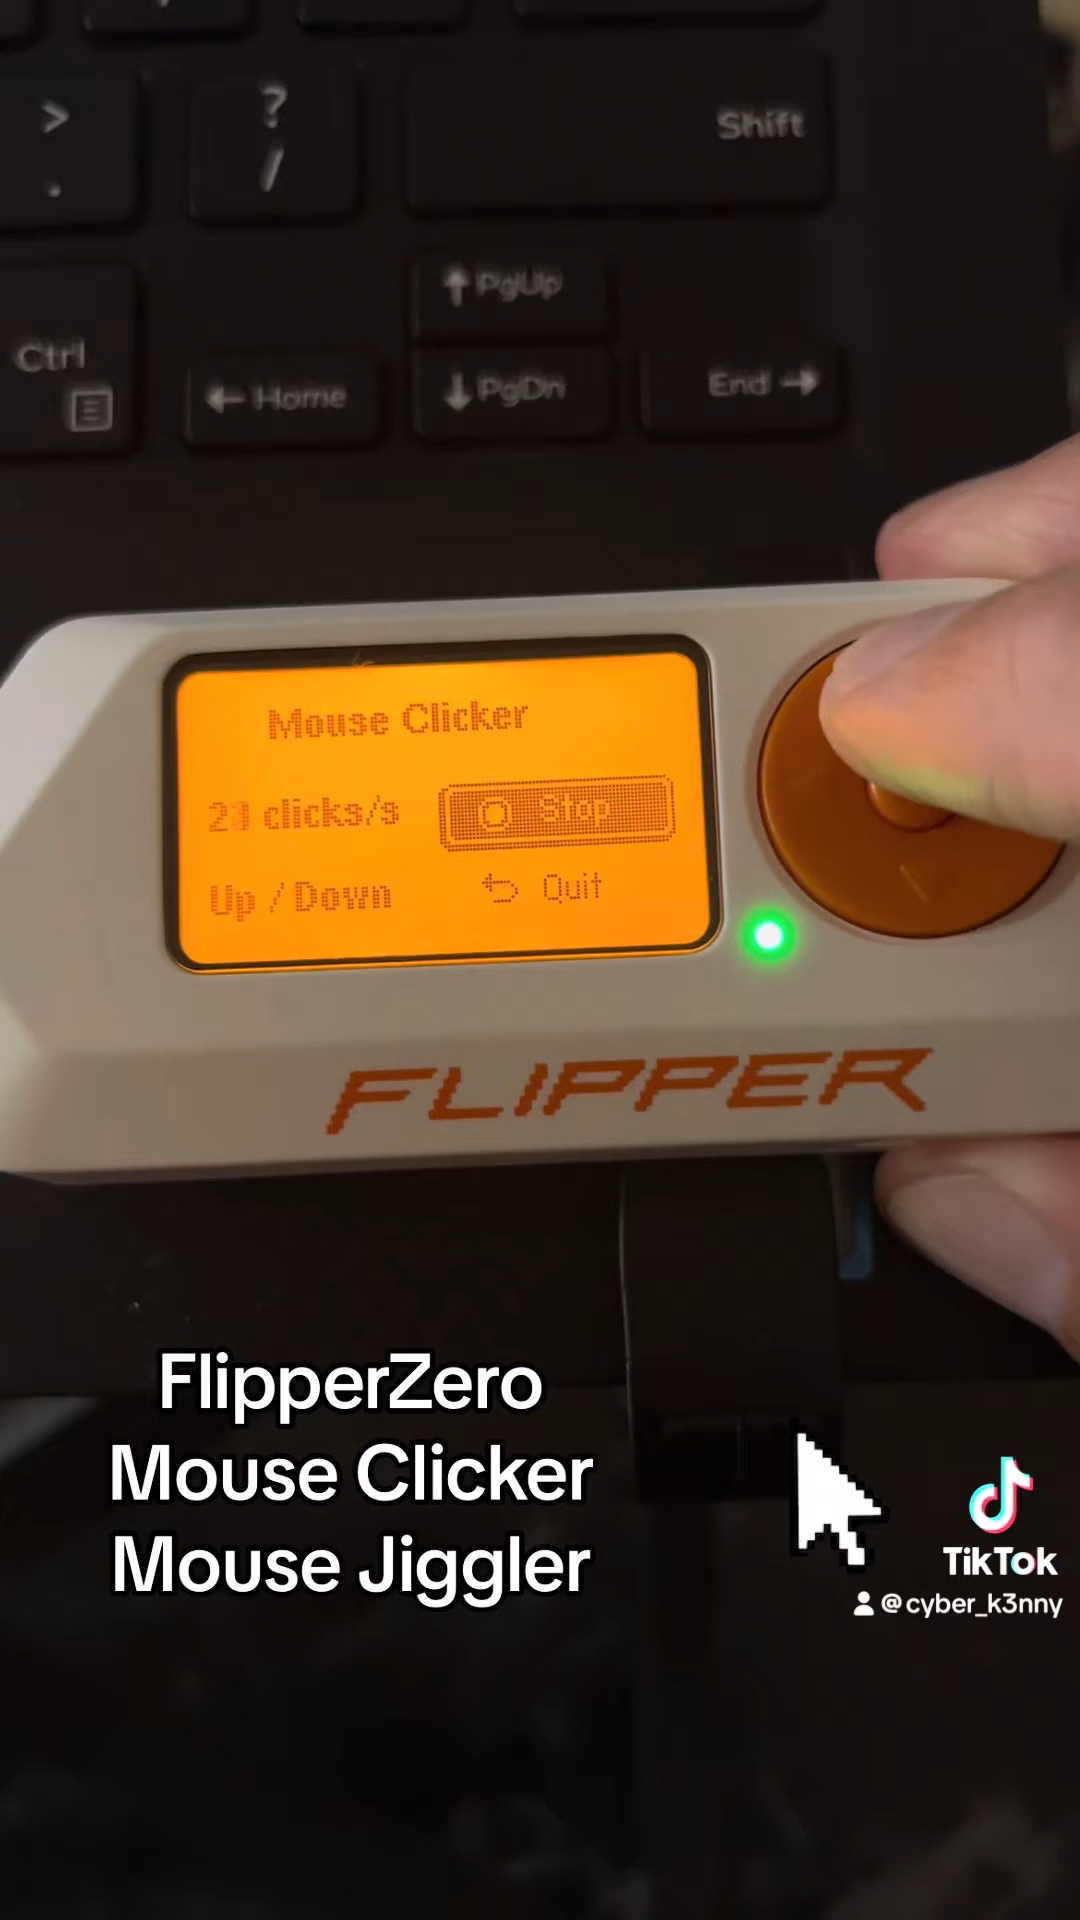 >
.
?
/
Shift
↑ PgUp
Ctrl
← Home
↓ PgDn
End →
Mouse Clicker
clicks/s
Stop
Up / Down
Quit
FLIPPER
FlipperZero
Mouse Clicker
Mouse Jiggler
TikTok
@cyber_k3nny